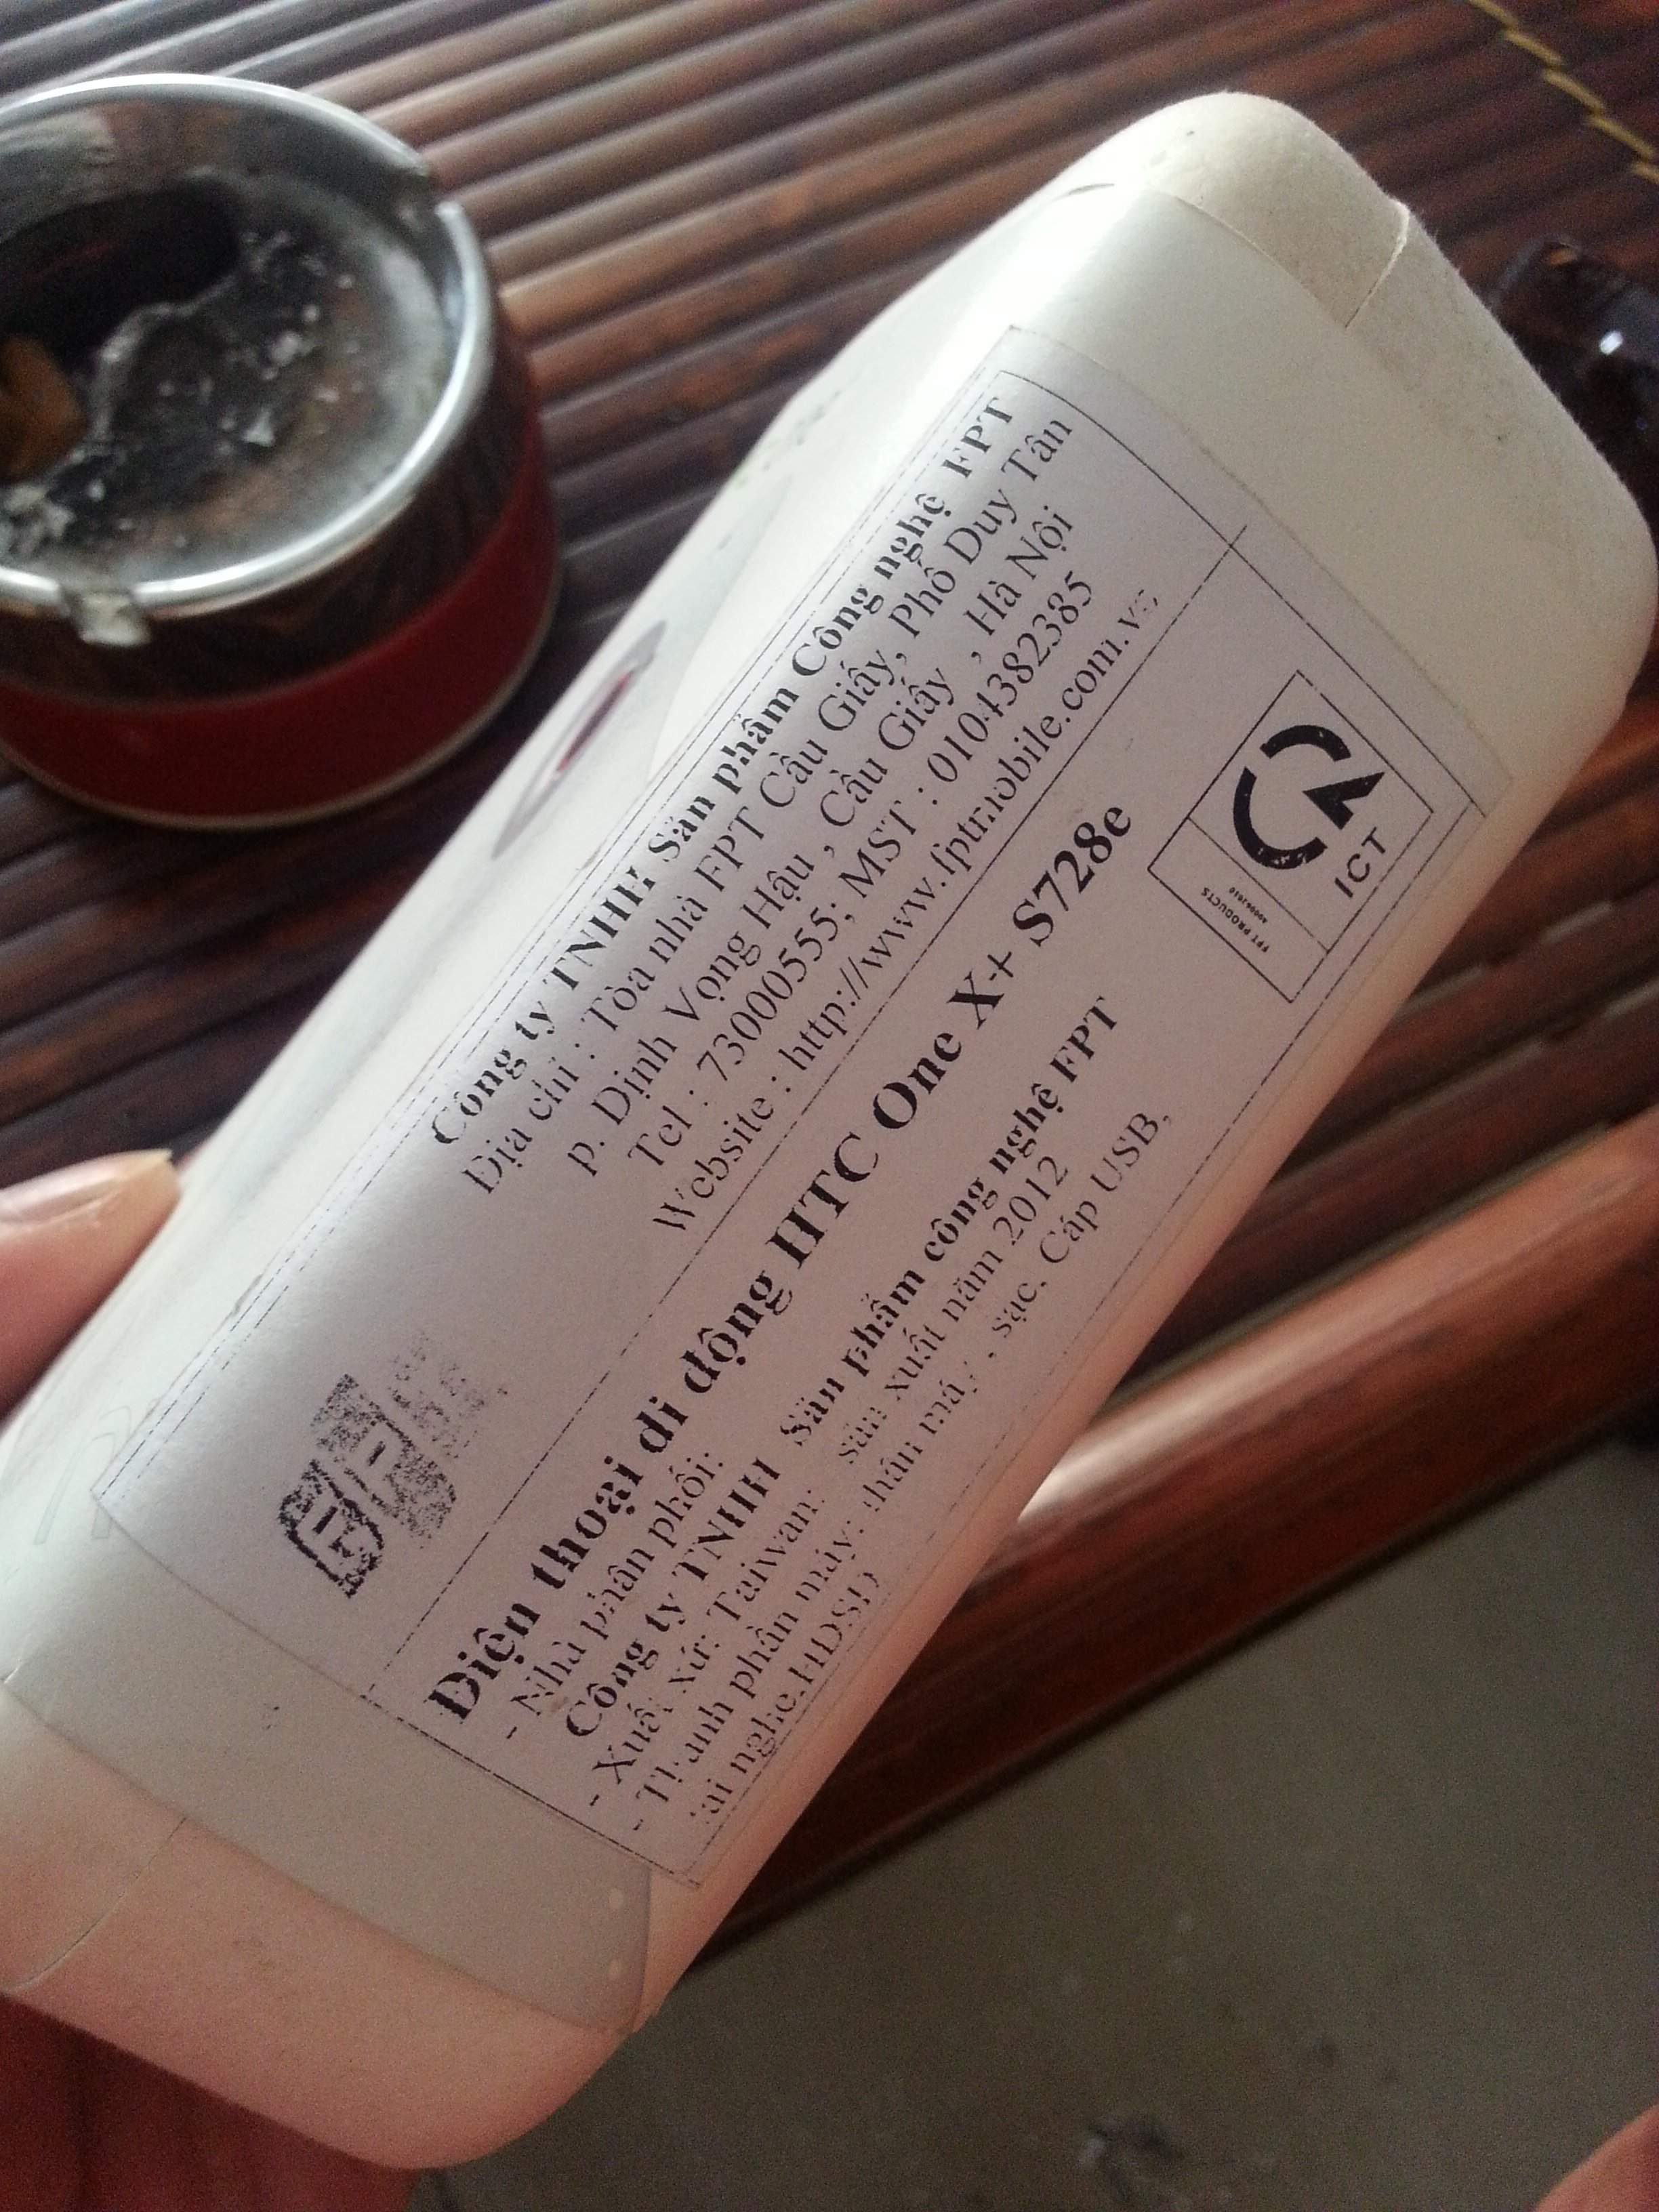 Công ty TNHH Sản phẩm Công nghệ FPT
Địa chỉ : Tòa nhà FPT Cầu Giấy, Phố Duy Tân
p. Dịnh Vọng Hậu , Cầu Giấy , Hà Nội
Tel : 73000555; MST : 0104382385
Website : http://www.fptmobile.com.vn
Điện thoại di động HTC One X+ S728e
- Nhà phân phối:
Công ty TNHH Sản phẩm công nghệ FPT
- Xuất xứ: Taiwan: sản xuất năm 2012
- Thành phần máy: thân máy , sạc, Cáp USB,
tai nghe,HDSD
FPT PRODUCTS
ICT